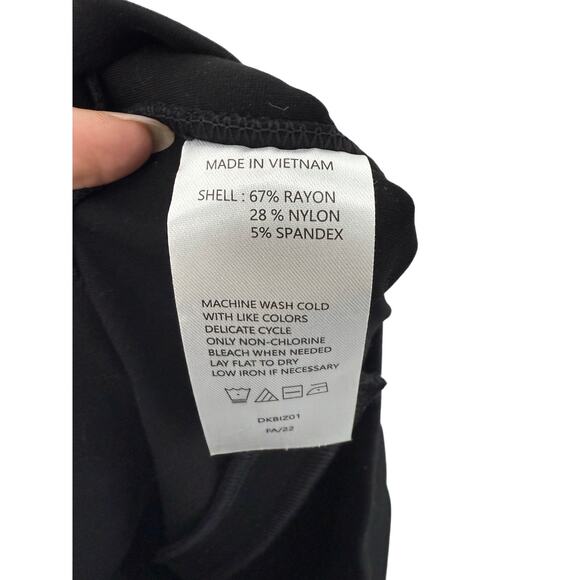 MADE IN VIETNAM
SHELL : 67% RAYON
28 % NYLON
5% SPANDEX
MACHINE WASH COLD
WITH LIKE COLORS
DELICATE CYCLE
ONLY NON-CHLORINE
BLEACH WHEN NEEDED
LAY FLAT TO DRY
LOW IRON IF NECESSARY
DKBIZ01
FA/22